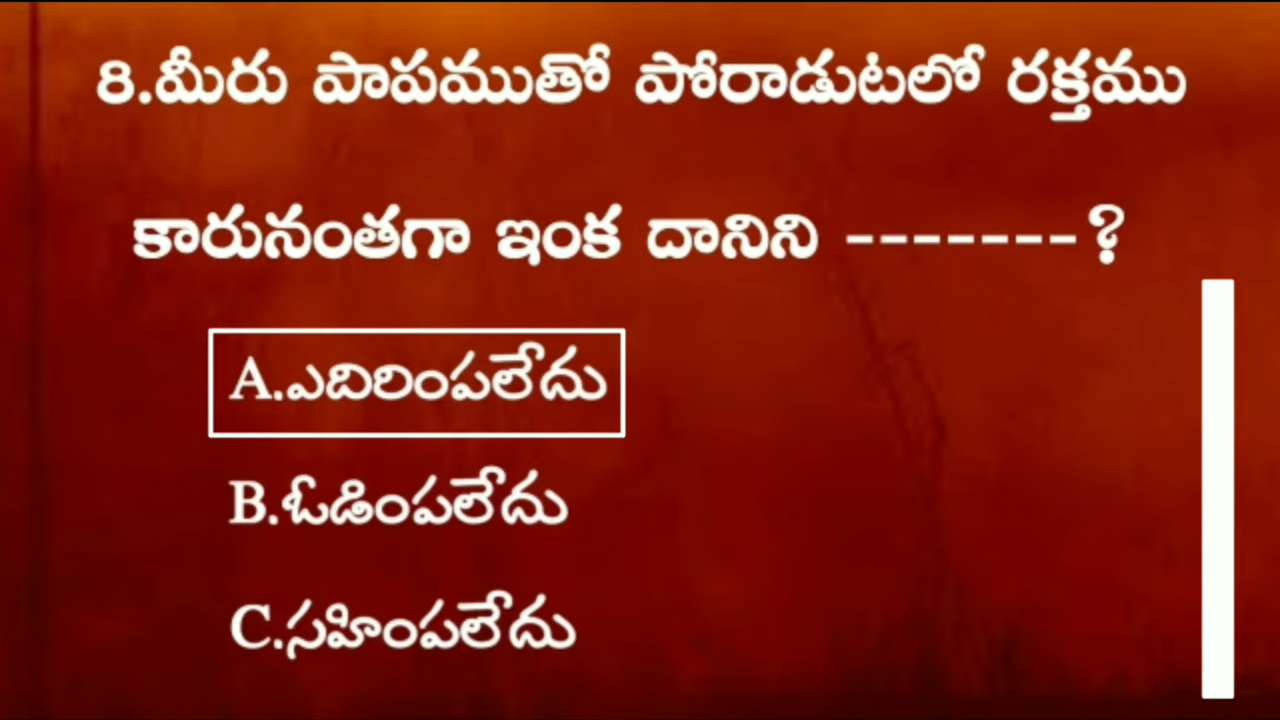 8.మీరు పాపముతో పోరాడుటలో రక్తము
కారునంతగా ఇంక దానిని -------?
A.ఎదిరింపలేదు
B.ఓడింపలేదు
C.సహింపలేదు